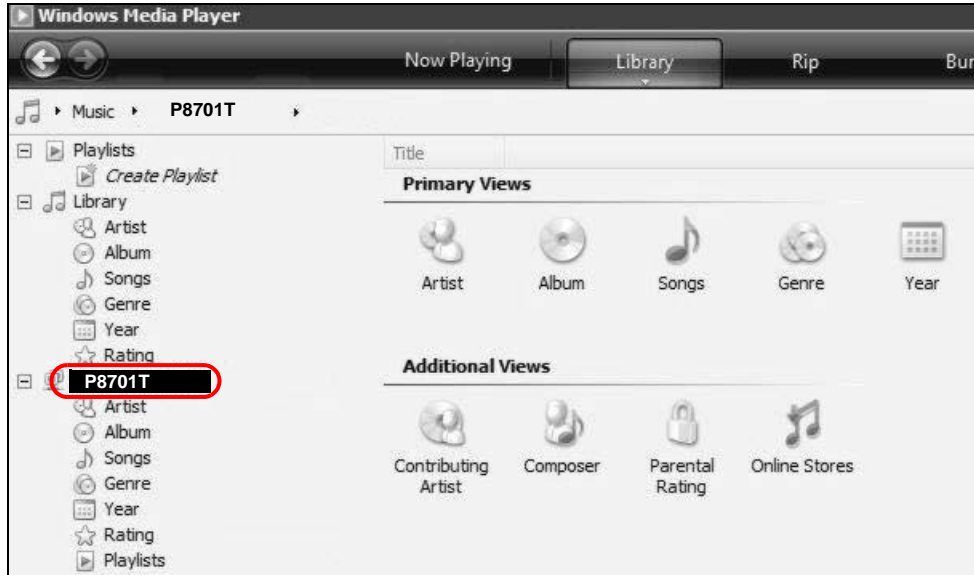 Windows Media Player
Now Playing Library Rip Bur
Music P8701T
Playlists
Create Playlist
Library
Artist
Album
Songs
Genre
Year
Rating
P8701T
Artist
Album
Songs
Genre
Year
Rating
Playlists
Title
Primary Views
Artist Album Songs Genre Year
Additional Views
Contributing Artist Composer Parental Rating Online Stores